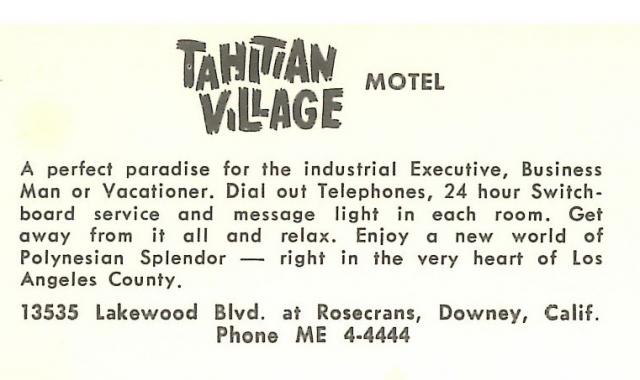 TAHITIAN
VILLAGE MOTEL
A perfect paradise for the industrial Executive, Business
Man or Vacationer. Dial out Telephones, 24 hour Switch-
board service and message light in each room. Get
away from it all and relax. Enjoy a new world of
Polynesian Splendor — right in the very heart of Los
Angeles County.
13535 Lakewood Blvd. at Rosecrans, Downey, Calif.
Phone ME 4-4444